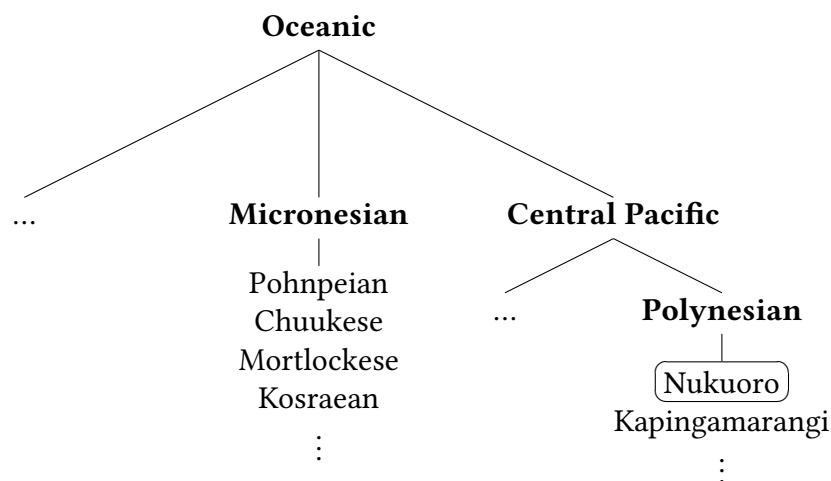 Oceanic
... Micronesian Central Pacific
Pohnpeian
Chuukese ... Polynesian
Mortlockese
Kosraean Nukuoro
Kapingamarangi
⋮
⋮